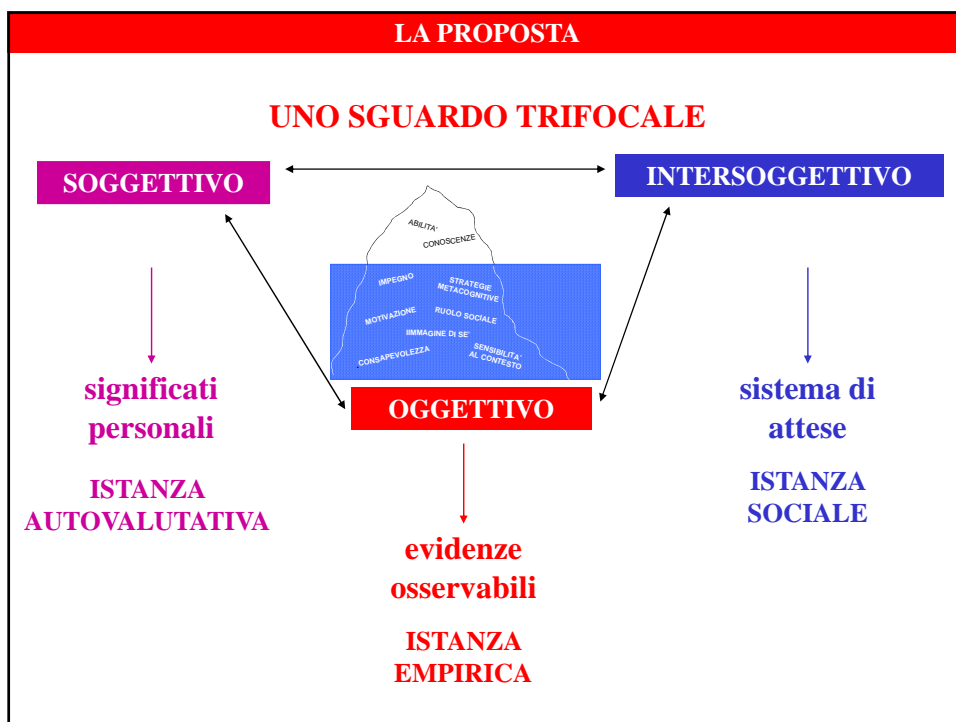 LA PROPOSTA
UNO SGUARDO TRIFOCALE
SOGGETTIVO
INTERSOGGETTIVO
ABILITA'
CONOSCENZE
IMPEGNO
STRATEGIE
METACOGNITIVE
MOTIVAZIONE
RUOLO SOCIALE
IIMMAGINE DI SE'
CONSAPEVOLEZZA
SENSIBILITA'
AL CONTESTO
OGGETTIVO
significati
personali
ISTANZA
AUTOVALUTATIVA
sistema di
attese
ISTANZA
SOCIALE
evidenze
osservabili
ISTANZA
EMPIRICA